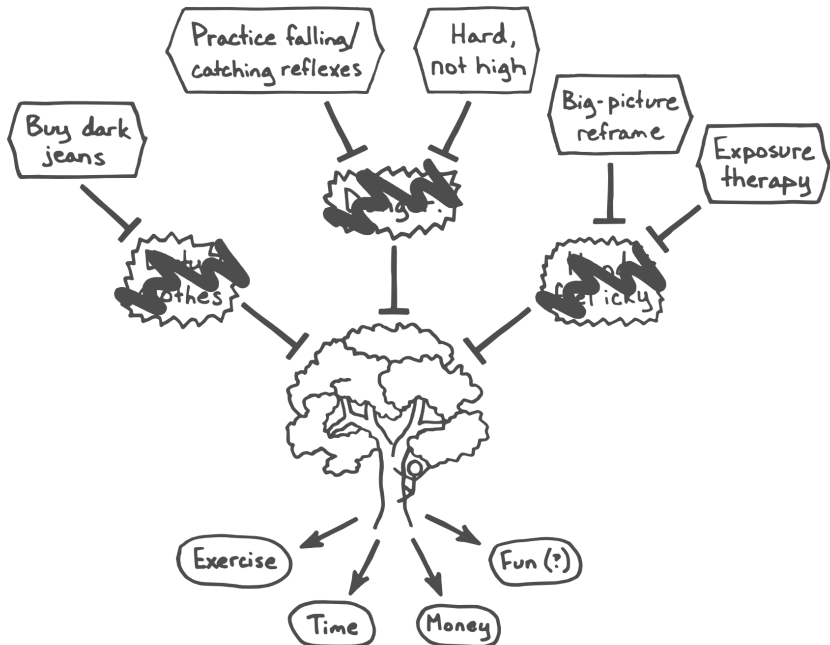 Practice falling/
catching reflexes
Hard,
not high
Big-picture
reframe
Buy dark
jeans
Exposure
therapy
icky
Exercise
Fun (?)
Time
Money